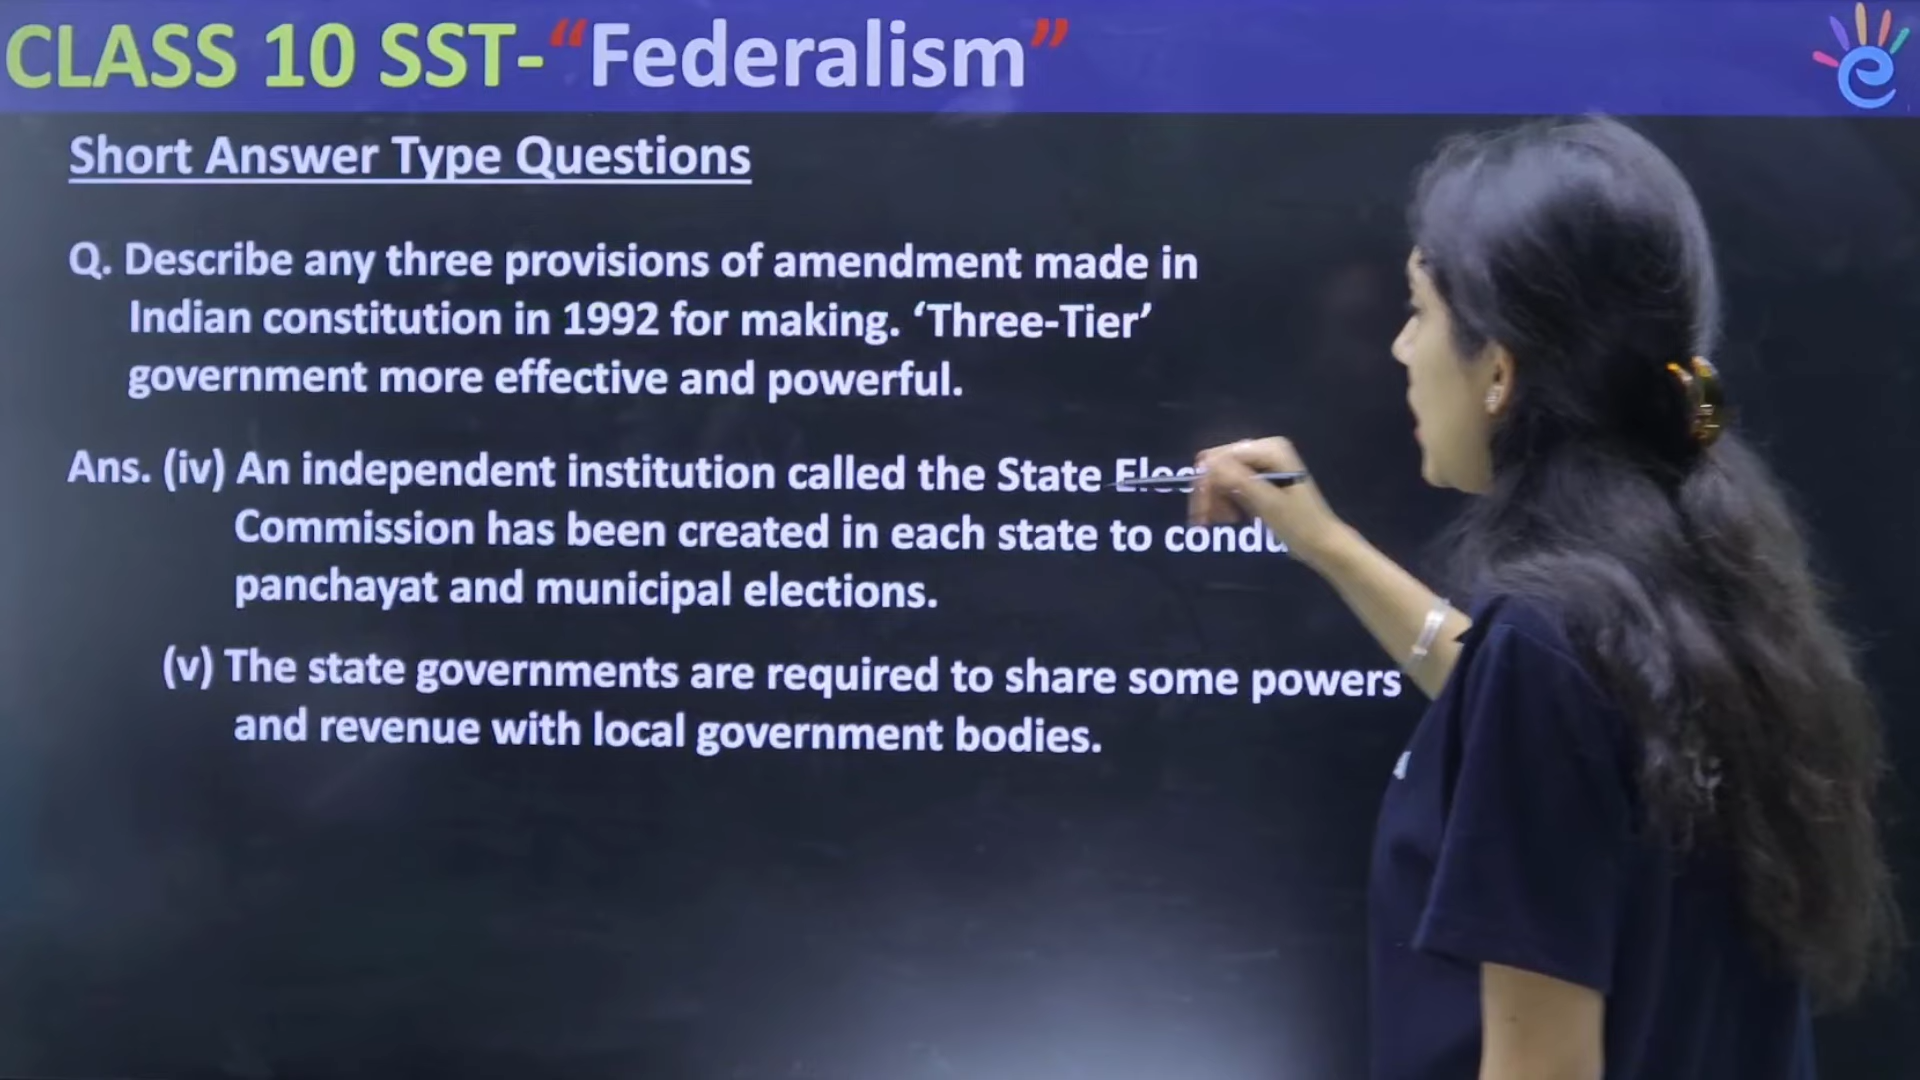 CLASS 10 SST-“Federalism”
Short Answer Type Questions
Q. Describe any three provisions of amendment made in
Indian constitution in 1992 for making. ‘Three-Tier’
government more effective and powerful.
Ans. (iv) An independent institution called the State
Commission has been created in each state to
panchayat and municipal elections.
(v) The state governments are required to share some powers
and revenue with local government bodies.